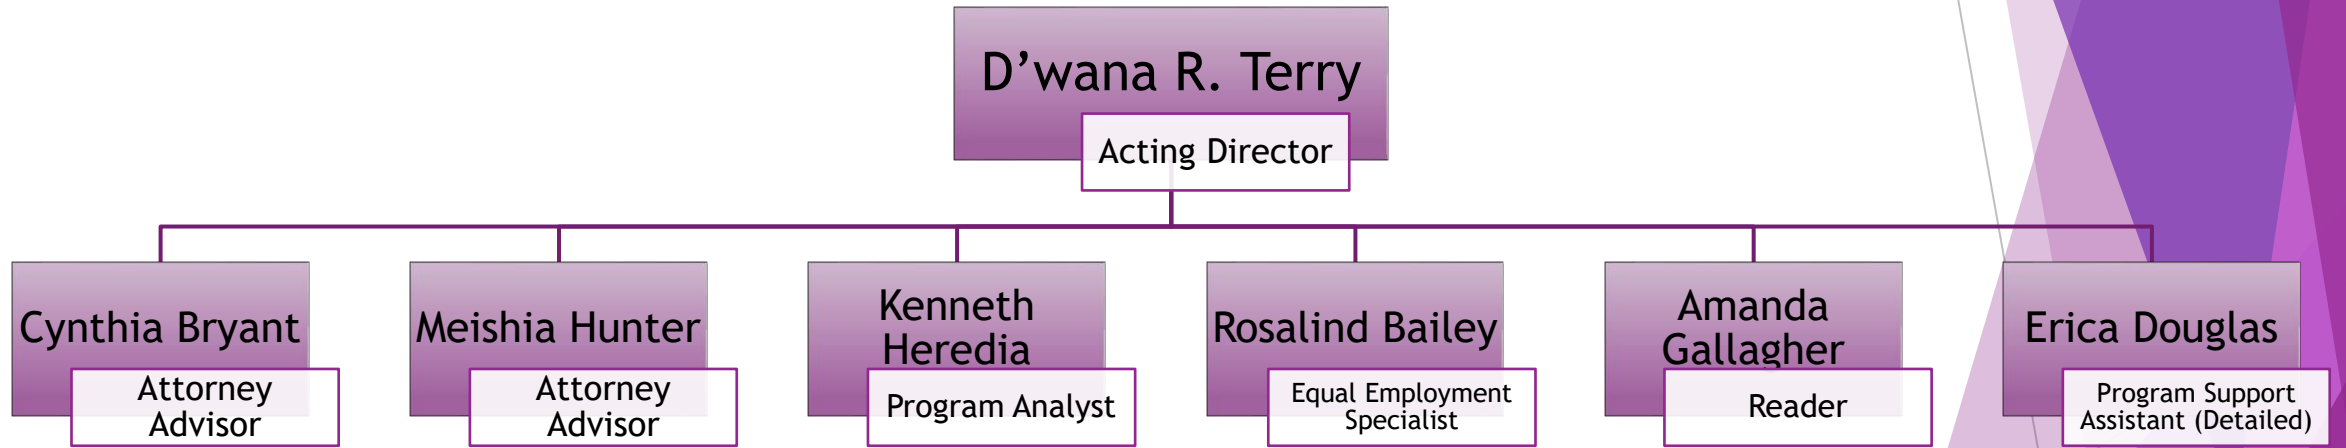 D’wana R. Terry
Acting Director
Cynthia Bryant
Attorney
Advisor
Meishia Hunter
Attorney
Advisor
Kenneth
Heredia
Program Analyst
Rosalind Bailey
Equal Employment
Specialist
Amanda
Gallagher
Reader
Erica Douglas
Program Support
Assistant (Detailed)